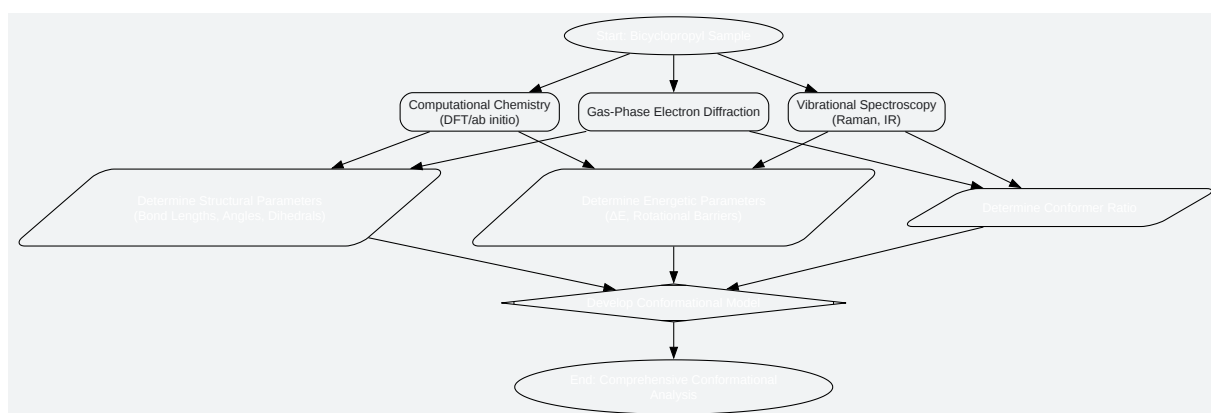 Start: Bicyclopropyl Sample
Computational Chemistry
(DFT/ab initio)
Gas-Phase Electron Diffraction
Vibrational Spectroscopy
(Raman, IR)
Determine Structural Parameters
(Bond Lengths, Angles, Dihedrals)
Determine Energetic Parameters
(ΔE, Rotational Barriers)
Determine Conformer Ratio
Develop Conformational Model
End: Comprehensive Conformational
Analysis